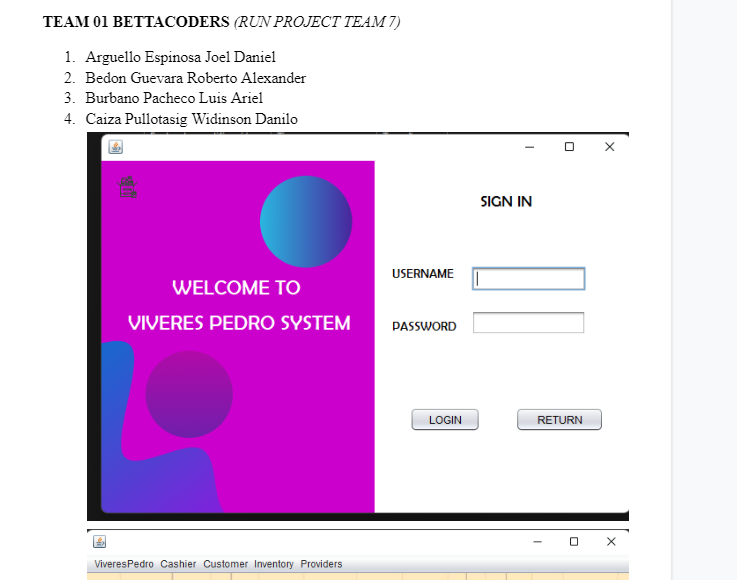 TEAM 01 BETTACODERS (RUN PROJECT TEAM 7)
1. Arguello Espinosa Joel Daniel
2. Bedon Guevara Roberto Alexander
3. Burbano Pacheco Luis Ariel
4. Caiza Pullotasig Widinson Danilo
SIGN IN
WELCOME TO
VIVERES PEDRO SYSTEM
USERNAME
PASSWORD
LOGIN RETURN
ViveresPedro Cashier Customer Inventory Providers